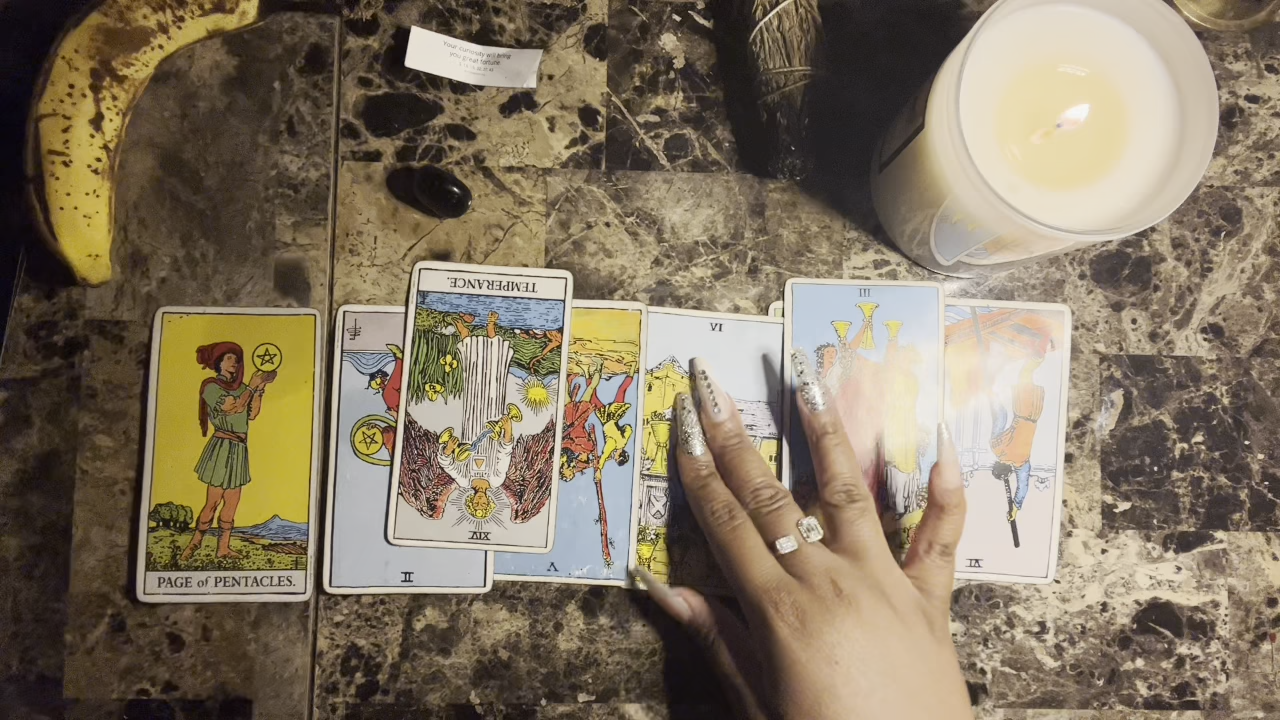 Your curiosity will bring
you great fortune
TEMPERANCE.
III
VI
XIV
V
II
VI
PAGE of PENTACLES.